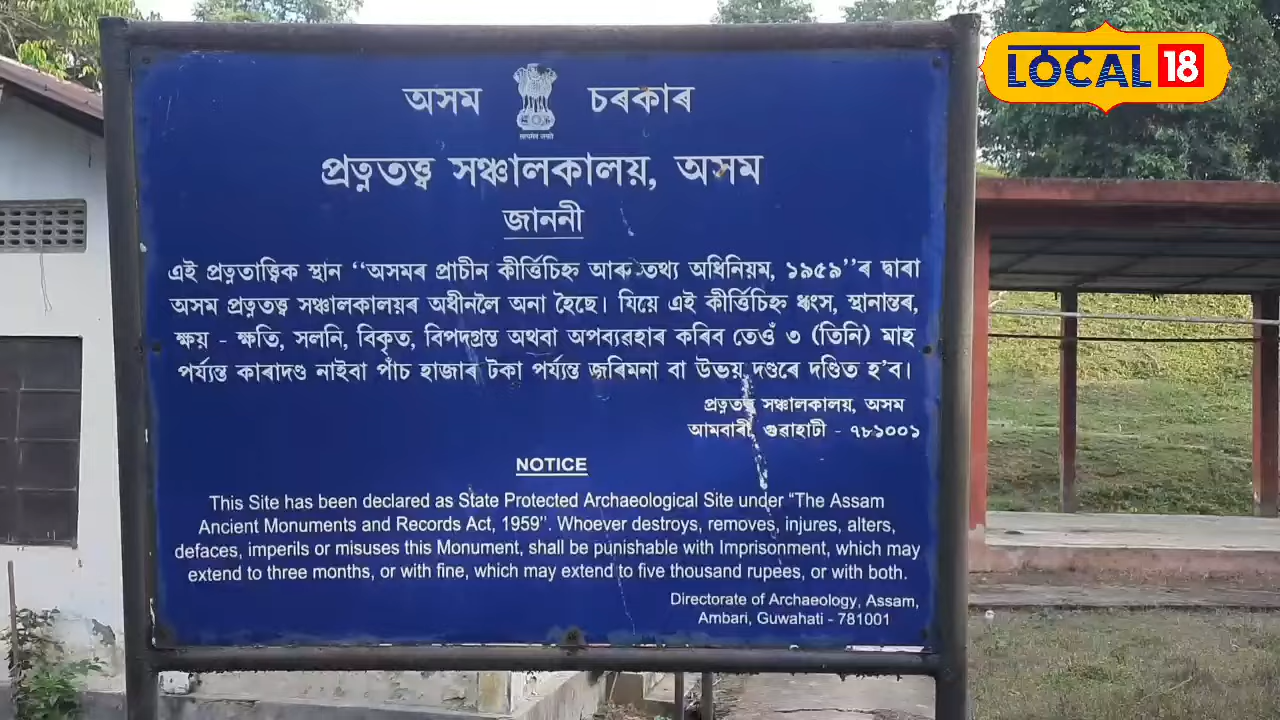 LOCAL 18
অসম চৰকাৰ
প্ৰত্নতত্ত্ব সঞ্চালকালয়, অসম
জাননী
এই প্ৰত্নতাত্ত্বিক স্থান “অসমৰ প্ৰাচীন কীৰ্ত্তিচিহ্ন আৰু তথ্য অধিনিয়ম, ১৯৫৯”ৰ দ্বাৰা
অসম প্ৰত্নতত্ত্ব সঞ্চালকালয়ৰ অধীনলৈ অনা হৈছে। যিয়ে এই কীৰ্ত্তিচিহ্ন ধ্বংস, স্থানান্তৰ,
ক্ষয় - ক্ষতি, সলনি, বিকৃত, বিপদগ্ৰস্ত অথবা অপব্যৱহাৰ কৰিব তেওঁ ৩ (তিনি) মাহ
পৰ্য্যন্ত কাৰাদণ্ড নাইবা পাঁচ হাজাৰ টকা পৰ্য্যন্ত জৰিমনা বা উভয় দণ্ডৰে দণ্ডিত হ’ব।
প্ৰত্নতত্ত্ব সঞ্চালকালয়, অসম
আমবাৰী, গুৱাহাটী - ৭৮১০০১
NOTICE
This Site has been declared as State Protected Archaeological Site under “The Assam
Ancient Monuments and Records Act, 1959”. Whoever destroys, removes, injures, alters,
defaces, imperils or misuses this Monument, shall be punishable with Imprisonment, which may
extend to three months, or with fine, which may extend to five thousand rupees, or with both.
Directorate of Archaeology, Assam,
Ambari, Guwahati - 781001